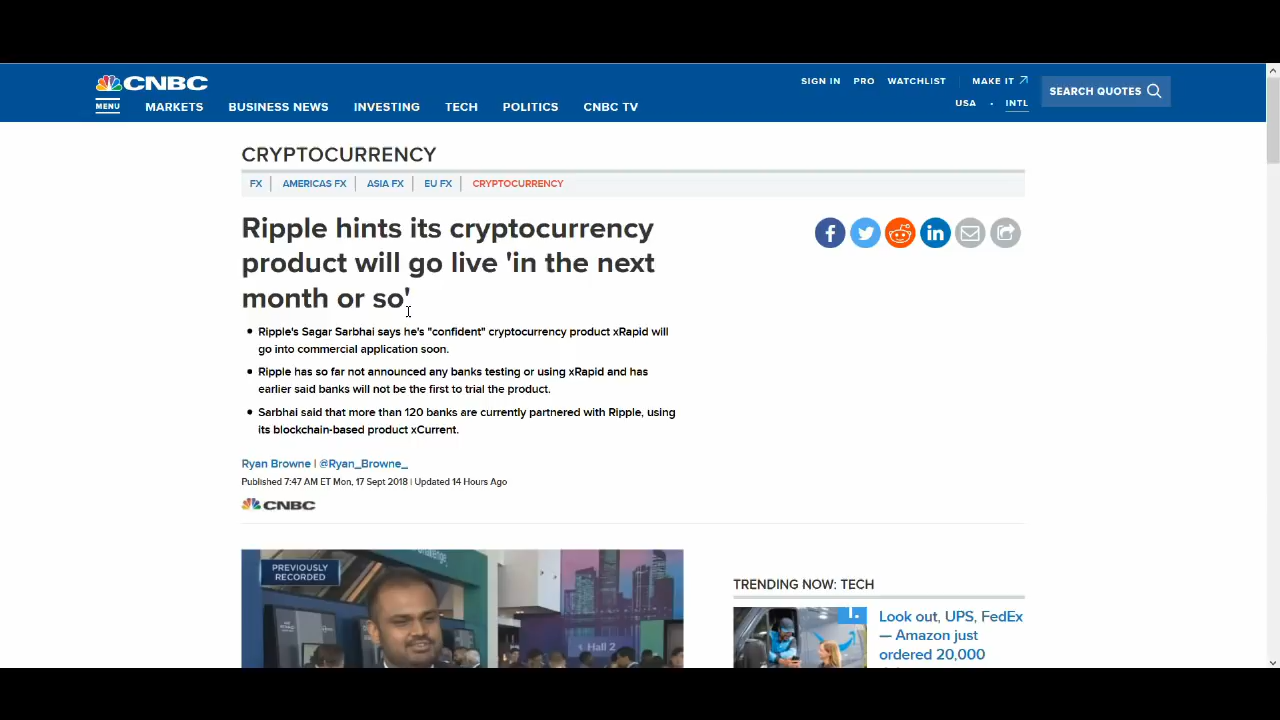 CNBC
MENU
MARKETS
BUSINESS NEWS
INVESTING
TECH
POLITICS
CNBC TV
SIGN IN
PRO
WATCHLIST
MAKE IT
USA
INTL
SEARCH QUOTES
CRYPTOCURRENCY
FX
AMERICAS FX
ASIA FX
EU FX
CRYPTOCURRENCY
Ripple hints its cryptocurrency
product will go live 'in the next
month or so'
Ripple's Sagar Sarbhai says he's "confident" cryptocurrency product xRapid will
go into commercial application soon.
Ripple has so far not announced any banks testing or using xRapid and has
earlier said banks will not be the first to trial the product.
Sarbhai said that more than 120 banks are currently partnered with Ripple, using
its blockchain-based product xCurrent.
Ryan Browne | @Ryan_Browne_
Published 7:47 AM ET Mon, 17 Sept 2018 | Updated 14 Hours Ago
CNBC
PREVIOUSLY
RECORDED
Hall 2
TRENDING NOW: TECH
1.
Look out, UPS, FedEx
— Amazon just
ordered 20,000